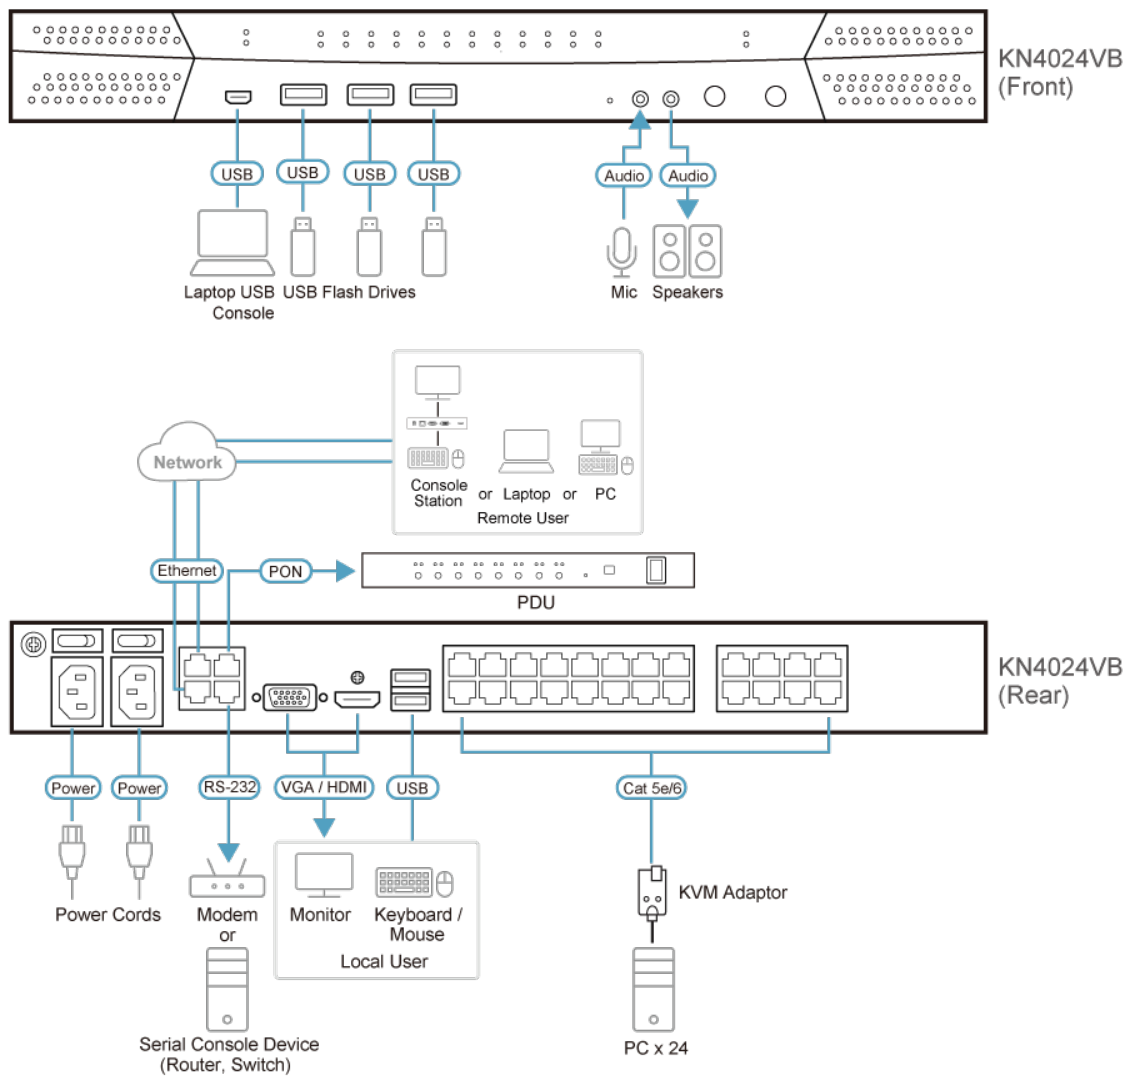 KN4024VB
(Front)
USB
USB
USB
USB
Audio
Audio
Laptop USB
Console
USB Flash Drives
Mic
Speakers
Network
Console
Station
or
Laptop
or
PC
Remote User
Ethernet
PON
PDU
KN4024VB
(Rear)
Power
Power
RS-232
VGA / HDMI
USB
Cat 5e/6
KVM Adaptor
Power Cords
Modem
or
Monitor
Keyboard /
Mouse
Local User
Serial Console Device
(Router, Switch)
PC x 24